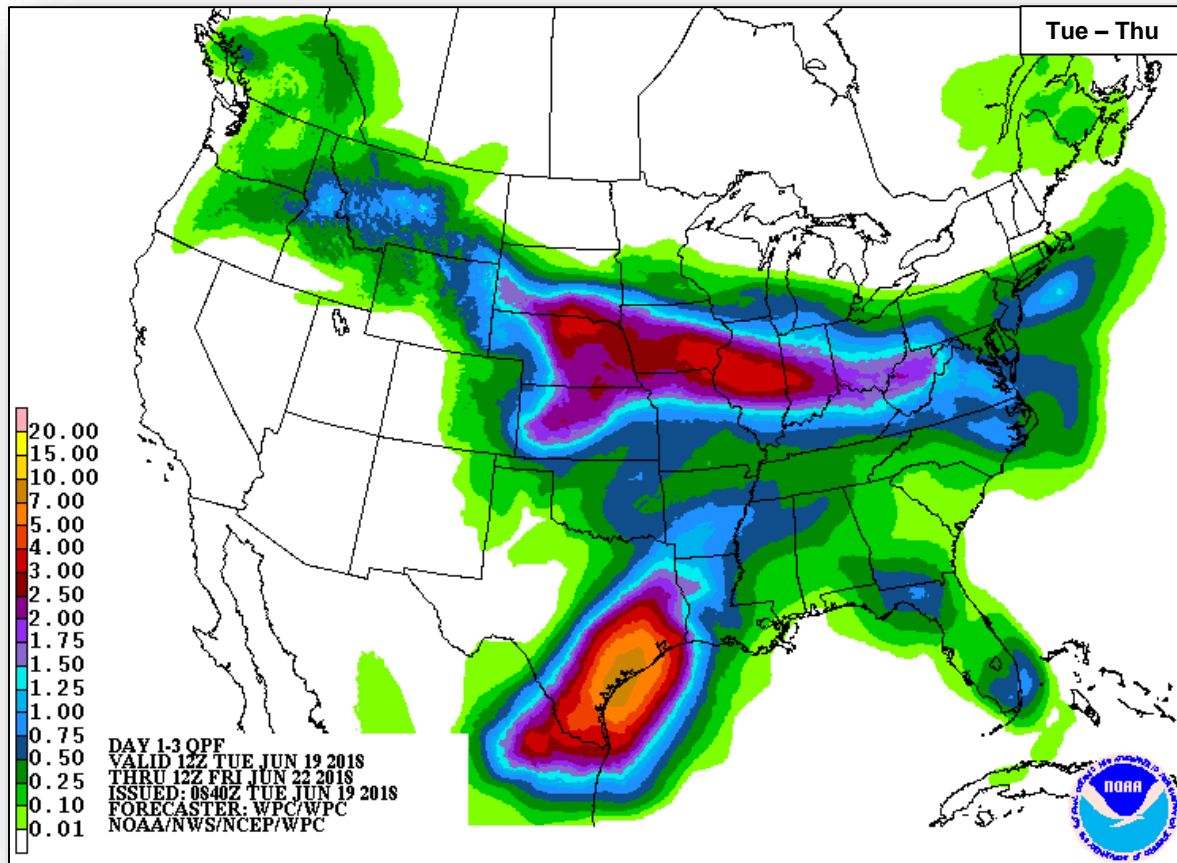 Tue – Thu
20.00
15.00
10.00
7.00
5.00
4.00
3.00
2.50
2.00
1.75
1.50
1.25
1.00
0.75
0.50
0.25
0.10
0.01
DAY 1-3 QPF
VALID 12Z TUE JUN 19 2018
THRU 12Z FRI JUN 22 2018
ISSUED: 0840Z TUE JUN 19 2018
FORECASTER: WPC/WPC
NOAA/NWS/NCEP/WPC
NOAA